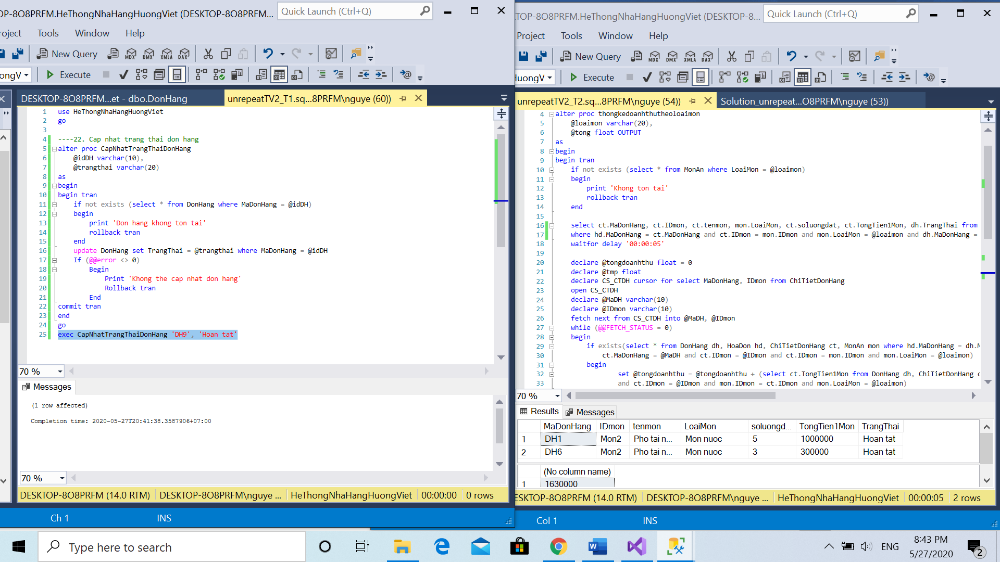 OP-8O8PRFM.HeThongNhaHangHuongViet (DESKTOP-8O8PRFM...
Quick Launch (Ctrl+Q)
roject
Tools
Window
Help
New Query
MDX
DMX
XMLA
DAX
ongV
Execute
DESKTOP-8O8PRFM...et - dbo.DonHang
unrepeatTV2_T1.sq...8PRFM\nguye (60))
1 use HeThongNhaHangHuongViet
2 go
3
4 ----22. Cap nhat trang thai don hang
5 alter proc CapNhatTrangThaiDonHang
6 @idDH varchar(10),
7 @trangthai varchar(20)
8 as
9 begin
10 begin tran
11 if not exists (select * from DonHang where MaDonHang = @idDH)
12 begin
13 print 'Don hang khong ton tai'
14 rollback tran
15 end
16 update DonHang set TrangThai = @trangthai where MaDonHang = @idDH
17 If (@@error <> 0)
18 Begin
19 Print 'Khong the cap nhat don hang'
20 Rollback tran
21 End
22 commit tran
23 end
24 go
25 exec CapNhatTrangThaiDonHang 'DH9', 'Hoan tat'
70 %
Messages
(1 row affected)
Completion time: 2020-05-27T20:41:38.3587906+07:00
70 %
DESKTOP-8O8PRFM (14.0 RTM)
DESKTOP-8O8PRFM\nguye ...
HeThongNhaHangHuongViet
00:00:00
0 rows
Ch 1
INS
TOP-8O8PRFM.HeThongNhaHangHuongViet (DESKTOP-8...
Quick Launch (Ctrl+Q)
Project
Tools
Window
Help
New Query
MDX
DMX
XMLA
DAX
HuongV
Execute
unrepeatTV2_T2.sq...8PRFM\nguye (54))
Solution_unrepeat...O8PRFM\nguye (53))
4 alter proc thongkedoanhthutheoloaimon
5 @loaimon varchar(20),
6 @tong float OUTPUT
7 as
8 begin
9 begin tran
10 if not exists (select * from MonAn where LoaiMon = @loaimon)
11 begin
12 print 'Khong ton tai'
13 rollback tran
14 end
15
16 select ct.MaDonHang, ct.IDmon, ct.tenmon, mon.LoaiMon, ct.soluongdat, ct.TongTien1Mon, dh.TrangThai from
17 where hd.MaDonHang = ct.MaDonHang and ct.IDmon = mon.IDmon and mon.LoaiMon = @loaimon and dh.MaDonHang =
18 waitfor delay '00:00:05'
19
20 declare @tongdoanhthu float = 0
21 declare @tmp float
22 declare CS_CTDH cursor for select MaDonHang, IDmon from ChiTietDonHang
23 open CS_CTDH
24 declare @MaDH varchar(10)
25 declare @IDmon varchar(10)
26 fetch next from CS_CTDH into @MaDH, @IDmon
27 while (@@FETCH_STATUS = 0)
28 begin
29 if exists(select * from DonHang dh, HoaDon hd, ChiTietDonHang ct, MonAn mon where hd.MaDonHang = dh.M
30 ct.MaDonHang = @MaDH and ct.IDmon = @IDmon and ct.IDmon = mon.IDmon and mon.LoaiMon = @loaimon)
31 begin
32 set @tongdoanhthu = @tongdoanhthu + (select ct.TongTien1Mon from DonHang dh, ChiTietDonHang c
33 and ct.IDmon = @IDmon and mon.IDmon = ct.IDmon and mon.LoaiMon = @loaimon)
70 %
Results
Messages
MaDonHang IDmon tenmon LoaiMon soluongd... TongTien1Mon TrangThai
1 DH1 Mon2 Pho tai n... Mon nuoc 5 1000000 Hoan tat
2 DH6 Mon2 Pho tai n... Mon nuoc 3 300000 Hoan tat
(No column name)
1 1630000
ESKTOP-8O8PRFM (14.0 RTM)
DESKTOP-8O8PRFM\nguye ...
HeThongNhaHangHuongViet
00:00:05
2 rows
Col 1
INS
Type here to search
ENG
8:43 PM
5/27/2020
2